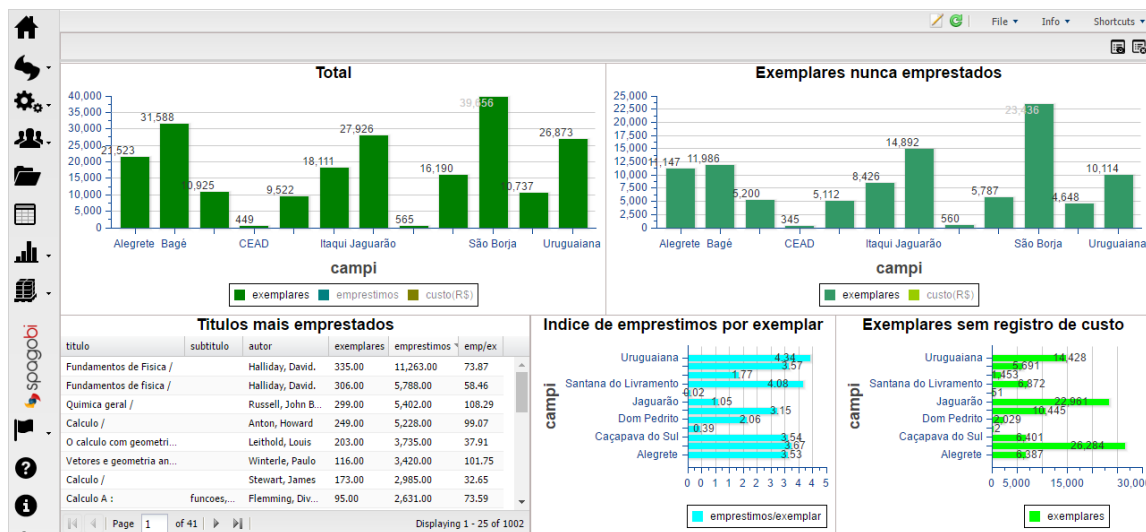 File Info Shortcuts
Total
40,000
35,000
30,000
25,000
20,000
15,000
10,000
5,000
0
31,588
10,925
449
9,522
18,111
27,926
565
16,190
39,656
10,737
26,873
Alegrete Bagé CEAD Itaqui Jaguarão São Borja Uruguaiana
campi
exemplares emprestimos custo(R$)
Exemplares nunca emprestados
25,000
22,500
20,000
17,500
15,000
12,500
10,000
7,500
5,000
2,500
0
11,147
11,986
5,200
345
5,112
8,426
14,892
560
5,787
23,436
4,648
10,114
Alegrete Bagé CEAD Itaqui Jaguarão São Borja Uruguaiana
campi
exemplares custo(R$)
spagobi
Titulos mais emprestados
titulo subtitulo autor exemplares emprestimos emp/ex
Fundamentos de Fisica / Halliday, David. 335.00 11,263.00 73.87
Fundamentos de fisica / Halliday, David. 306.00 5,788.00 58.46
Quimica geral / Russell, John B... 299.00 5,402.00 108.29
Calculo / Anton, Howard 249.00 5,228.00 99.07
O calculo com geometri... Leithold, Louis 203.00 3,735.00 37.91
Vetores e geometria an... Winterle, Paulo 116.00 3,420.00 101.75
Calculo / Stewart, James 173.00 2,985.00 32.65
Calculo A : funcoes,... Flemming, Div... 95.00 2,631.00 73.59
Page 1 of 41 Displaying 1 - 25 of 1002
Indice de emprestimos por exemplar
campi
Uruguaiana 4.34
3.57
1.77
Santana do Livramento 4.08
0.02
Jaguarão 1.05
3.15
Dom Pedrito 2.06
0.39
Caçapava do Sul 3.54
3.67
Alegrete 3.53
0 0 1 1 2 2 3 3 4 4 5
emprestimos/exemplar
Exemplares sem registro de custo
campi
Uruguaiana 14,428
5,691
1,453
Santana do Livramento 6,872
51
Jaguarão 22,961
10,445
Dom Pedrito 2,029
2
Caçapava do Sul 6,401
26,284
Alegrete 6,387
0 5,000 15,000 30,000
exemplares